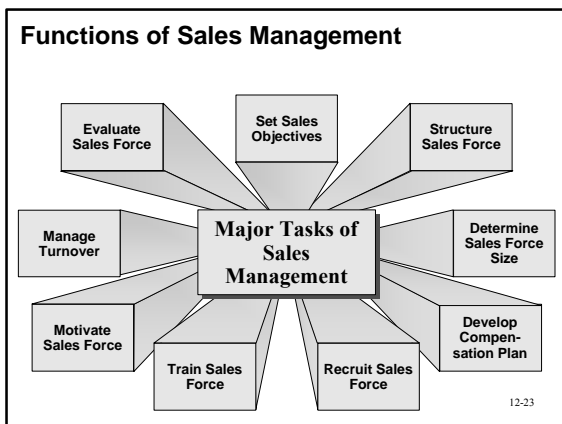 Functions of Sales Management
Set Sales
Objectives
Evaluate
Sales Force
Structure
Sales Force
Major Tasks of
Sales
Management
Manage
Turnover
Determine
Sales Force
Size
Motivate
Sales Force
Develop
Compen-
sation Plan
Train Sales
Force
Recruit Sales
Force
12-23